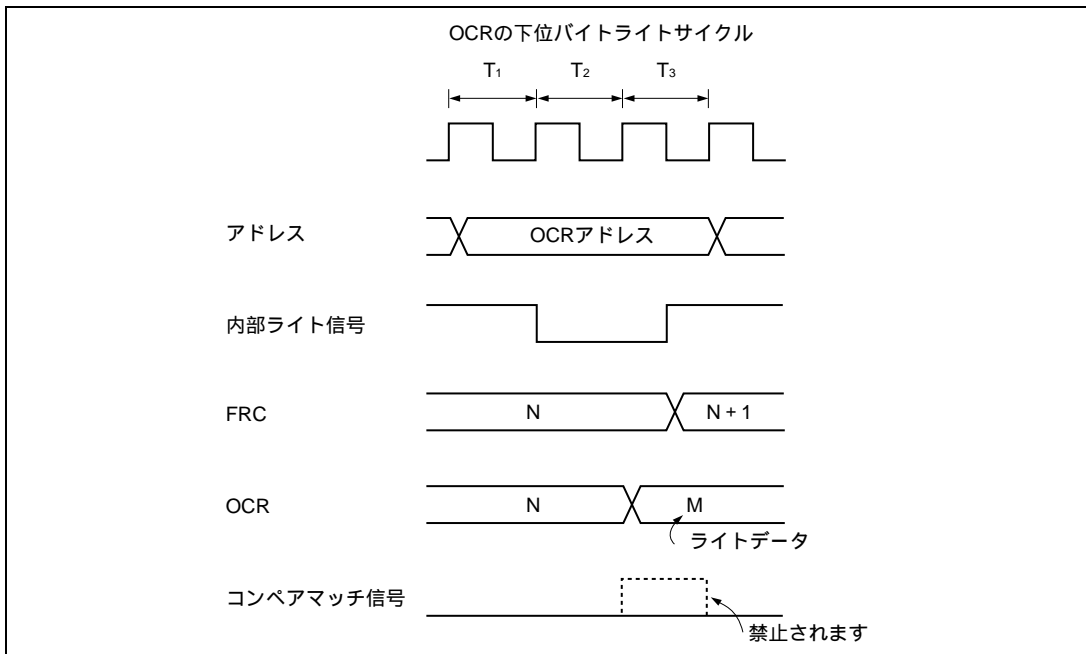 OCRの下位バイトライトサイクル
T1 T2 T3
アドレス OCRアドレス
内部ライト信号
FRC N N + 1
OCR N M
ライトデータ
コンペアマッチ信号
禁止されます